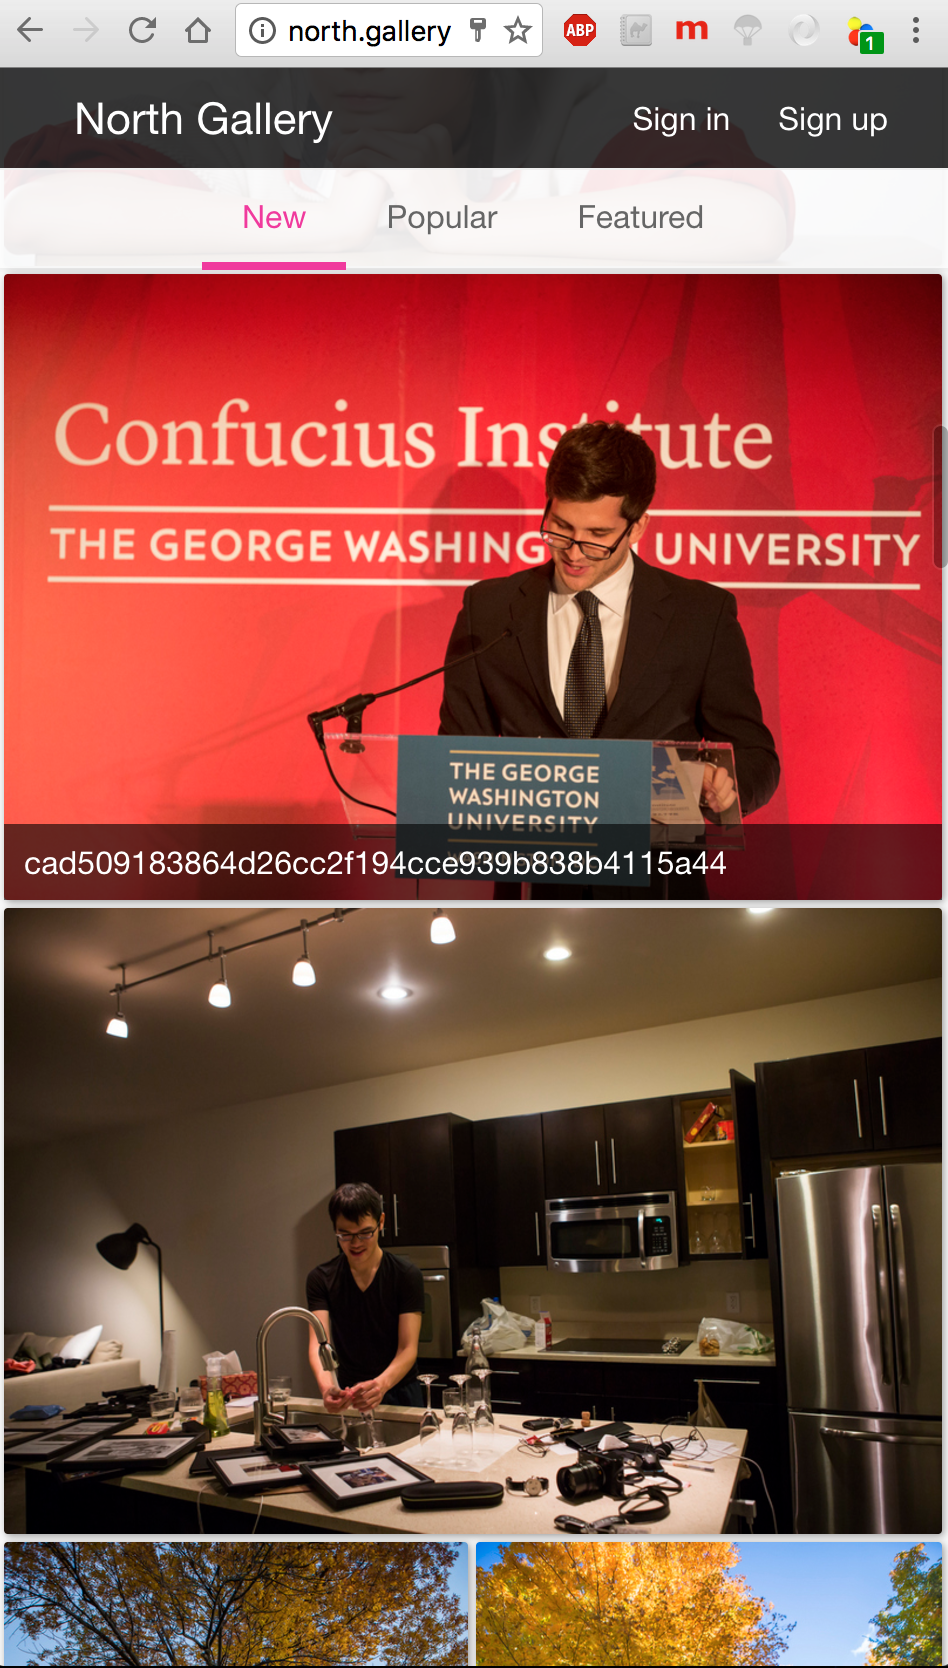 north.gallery
ABP
m
1
North Gallery
Sign in
Sign up
New
Popular
Featured
Confucius Institute
THE GEORGE WASHINGTON UNIVERSITY
THE GEORGE
WASHINGTON
UNIVERSITY
cad509183864d26cc2f194cce939b838b4115a44